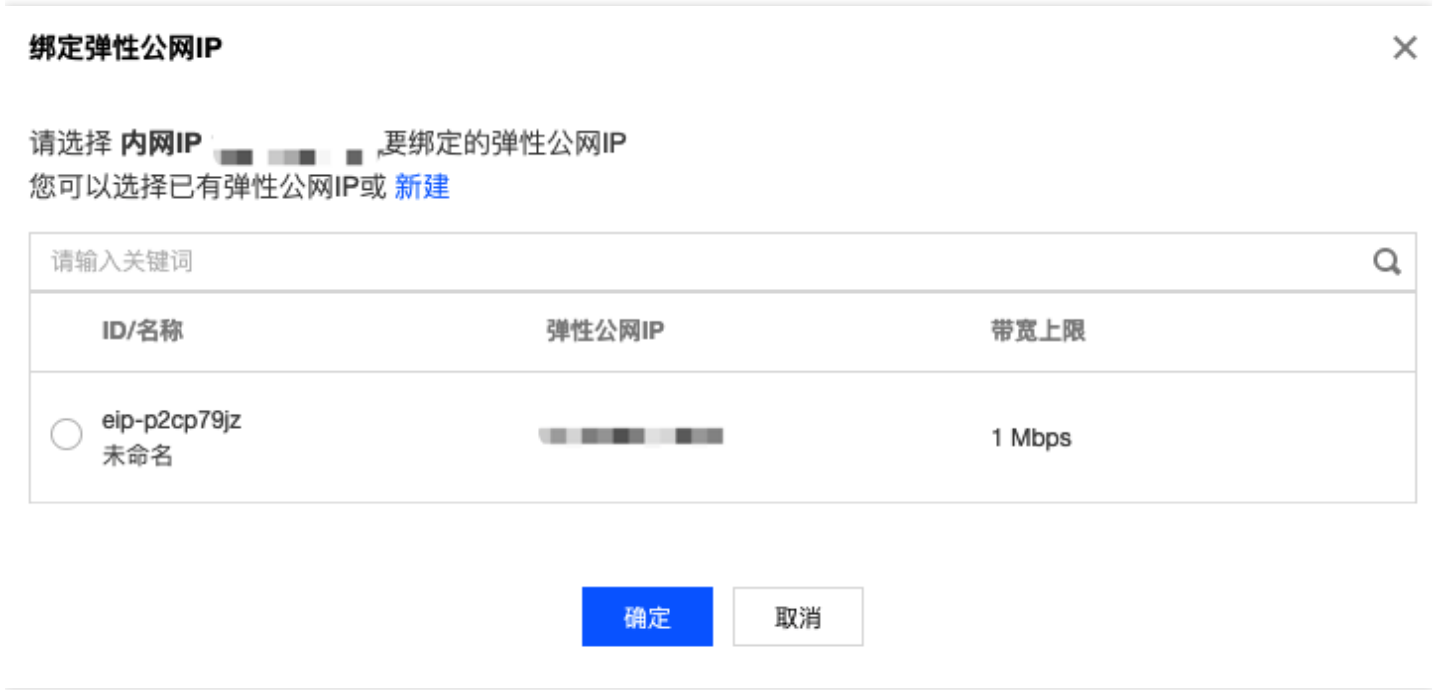 绑定弹性公网IP
请选择 内网IP 要绑定的弹性公网IP
您可以选择已有弹性公网IP或 新建
请输入关键词
ID/名称 弹性公网IP 带宽上限
eip-p2cp79jz
未命名
1 Mbps
确定 取消